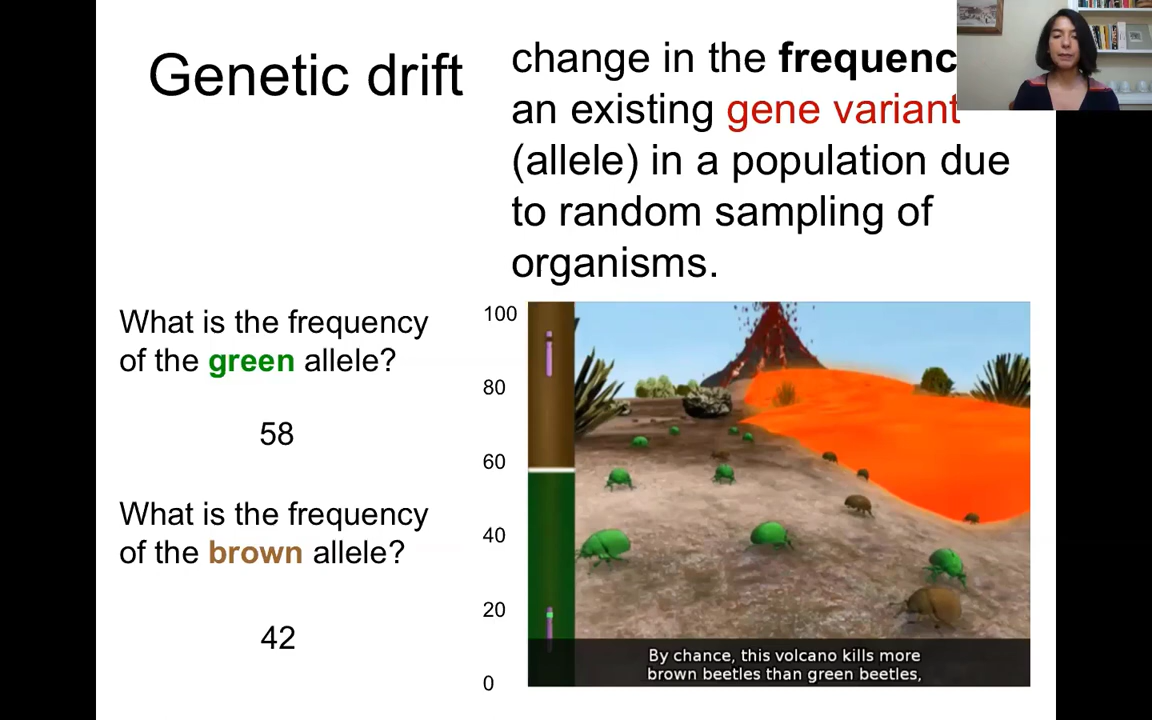 Genetic drift
change in the frequenc
an existing gene variant
(allele) in a population due
to random sampling of
organisms.
What is the frequency
of the green allele?
58
What is the frequency
of the brown allele?
42
100
80
60
40
20
0
By chance, this volcano kills more
brown beetles than green beetles,